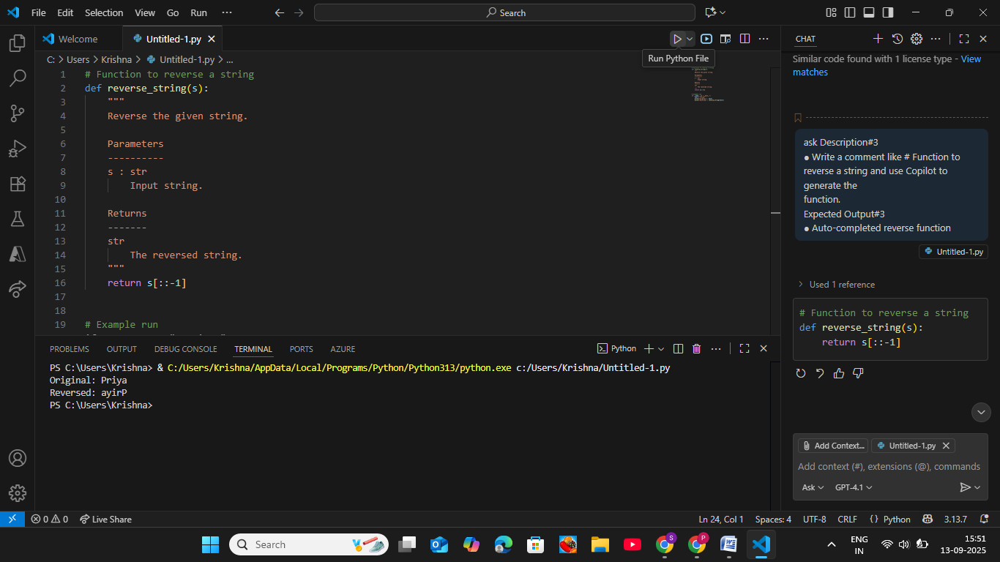 File Edit Selection View Go Run ··· Search
Welcome Untitled-1.py
Run Python File
C: > Users > Krishna > Untitled-1.py > ...
1 # Function to reverse a string
2 def reverse_string(s):
3 """
4 Reverse the given string.
5
6 Parameters
7 ----------
8 s : str
9 Input string.
10
11 Returns
12 -------
13 str
14 The reversed string.
15 """
16 return s[::-1]
17
18
19 # Example run
PROBLEMS OUTPUT DEBUG CONSOLE TERMINAL PORTS AZURE
Python
PS C:\Users\Krishna> & C:/Users/Krishna/AppData/Local/Programs/Python/Python313/python.exe c:/Users/Krishna/Untitled-1.py
Original: Priya
Reversed: ayirP
PS C:\Users\Krishna>
CHAT
Similar code found with 1 license type - View
matches
ask Description#3
● Write a comment like # Function to
reverse a string and use Copilot to
generate the
function.
Expected Output#3
● Auto-completed reverse function
Untitled-1.py
> Used 1 reference
# Function to reverse a string
def reverse_string(s):
return s[::-1]
Add Context... Untitled-1.py
Add context (#), extensions (@), commands
Ask GPT-4.1
0 0 Live Share
Ln 24, Col 1 Spaces: 4 UTF-8 CRLF {} Python 3.13.7
Search
S
P
ENG
IN
15:51
13-09-2025